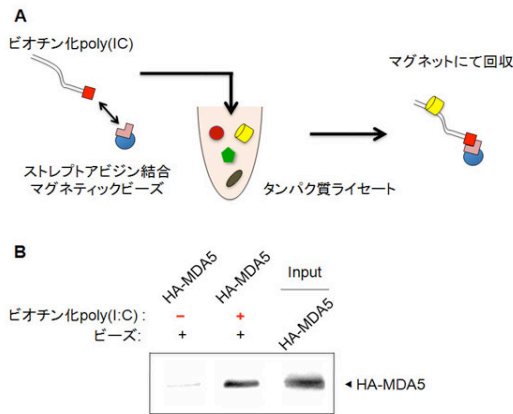 A
ビオチン化poly(IC)
マグネットにて回収
ストレプトアビジン結合
マグネティックビーズ
タンパク質ライセート
B
HA-MDA5
HA-MDA5
Input
HA-MDA5
ビオチン化poly(I:C) : − +
ビーズ: + +
◄ HA-MDA5